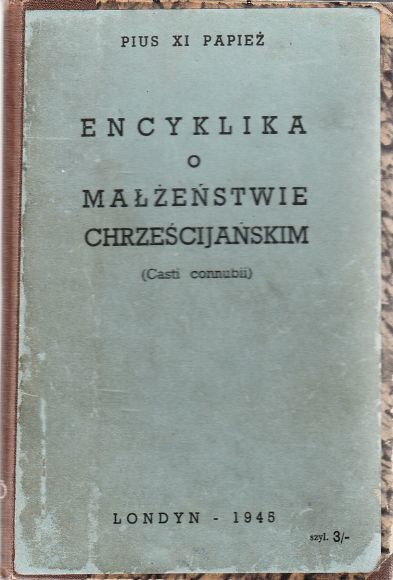 PIUS XI PAPIEŻ
ENCYKLIKA
O
MAŁŻEŃSTWIE
CHRZEŚCIJAŃSKIM
(Casti connubii)
LONDYN - 1945
szyl. 3/-